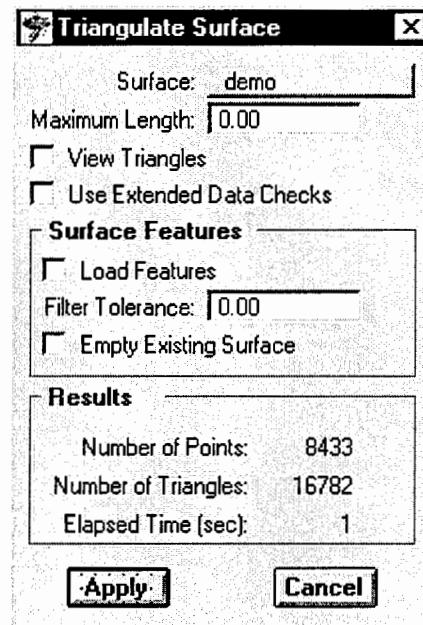 Triangulate Surface
Surface: demo
Maximum Length: 0.00
View Triangles
Use Extended Data Checks
Surface Features
Load Features
Filter Tolerance: 0.00
Empty Existing Surface
Results
Number of Points: 8433
Number of Triangles: 16782
Elapsed Time (sec): 1
Apply Cancel